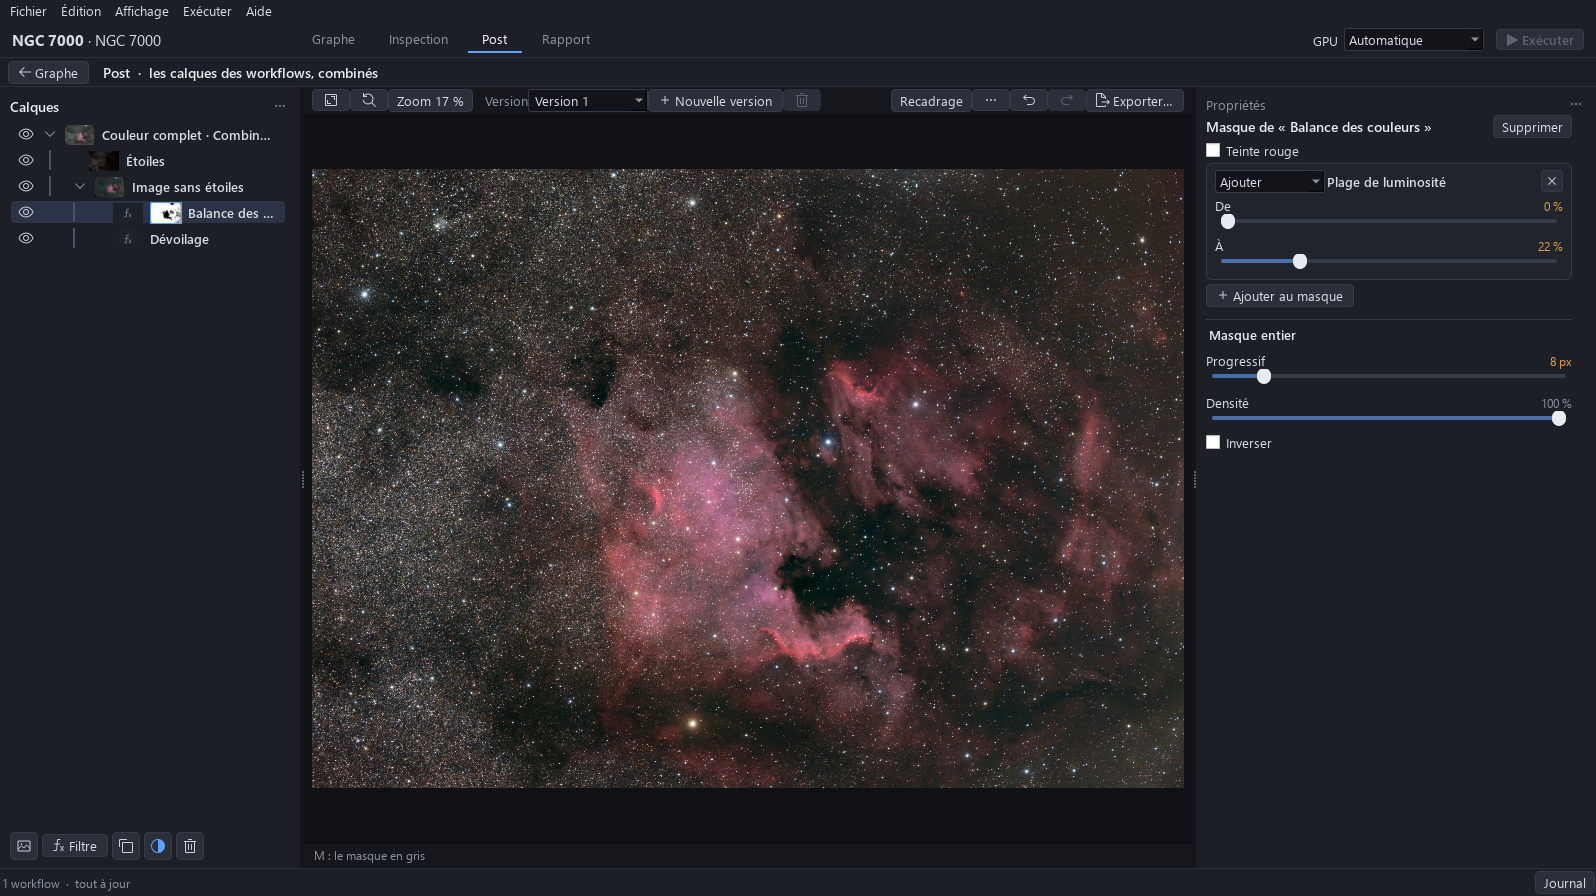 Fichier Édition Affichage Exécuter Aide
NGC 7000 · NGC 7000
Graphe Inspection Post Rapport
GPU Automatique Exécuter
Graphe
Post · les calques des workflows, combinés
Calques ...
Couleur complet · Combin...
Étoiles
Image sans étoiles
fx Balance des ...
fx Dévoilage
fx Filtre
Zoom 17 % Version Version 1 + Nouvelle version
Recadrage ... Exporter...
M : le masque en gris
Propriétés ...
Masque de « Balance des couleurs » Supprimer
Teinte rouge
Ajouter Plage de luminosité
De 0 %
À 22 %
+ Ajouter au masque
Masque entier
Progressif 8 px
Densité 100 %
Inverser
1 workflow · tout à jour
Journal